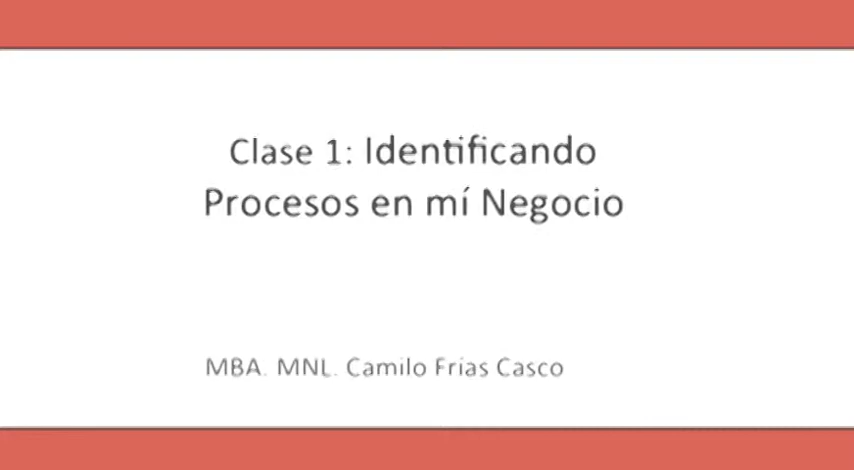 Clase 1: Identificando
Procesos en mí Negocio
MBA. MNL. Camilo Frias Casco